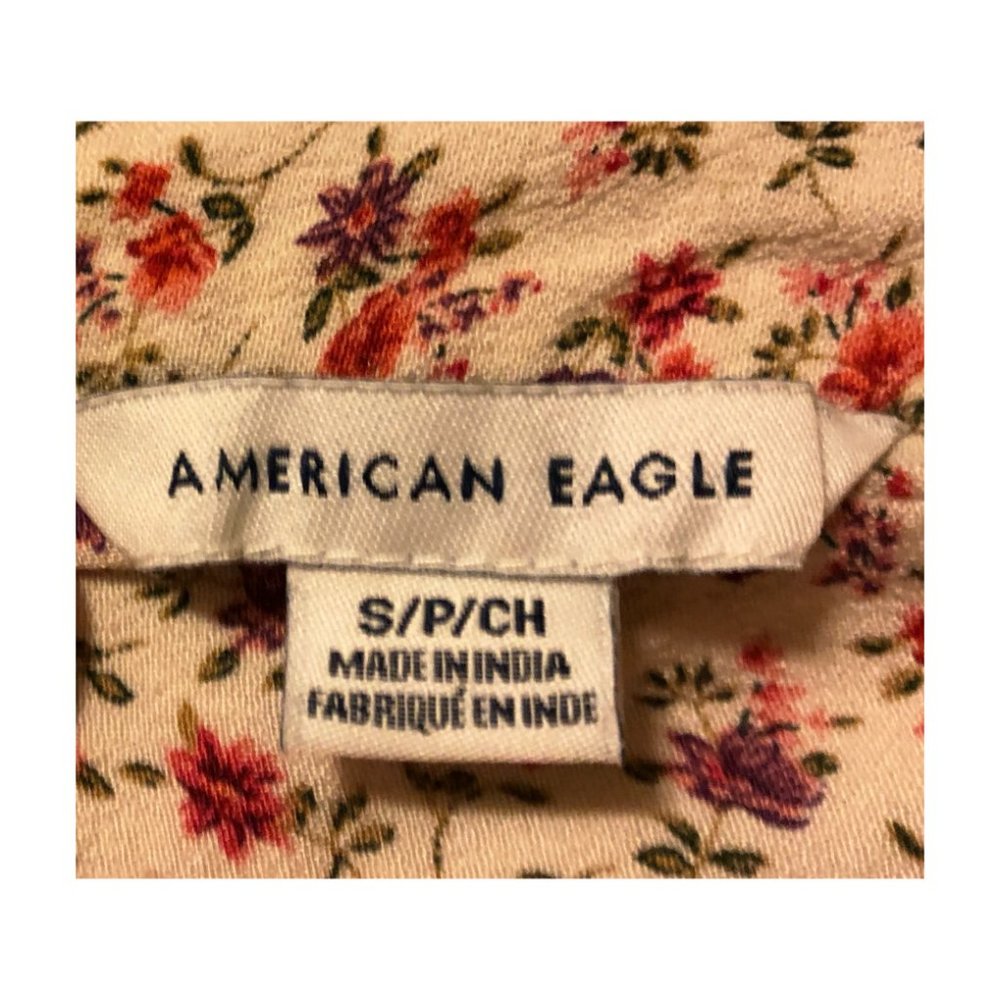 AMERICAN EAGLE
S/P/CH
MADE IN INDIA
FABRIQUÉ EN INDE